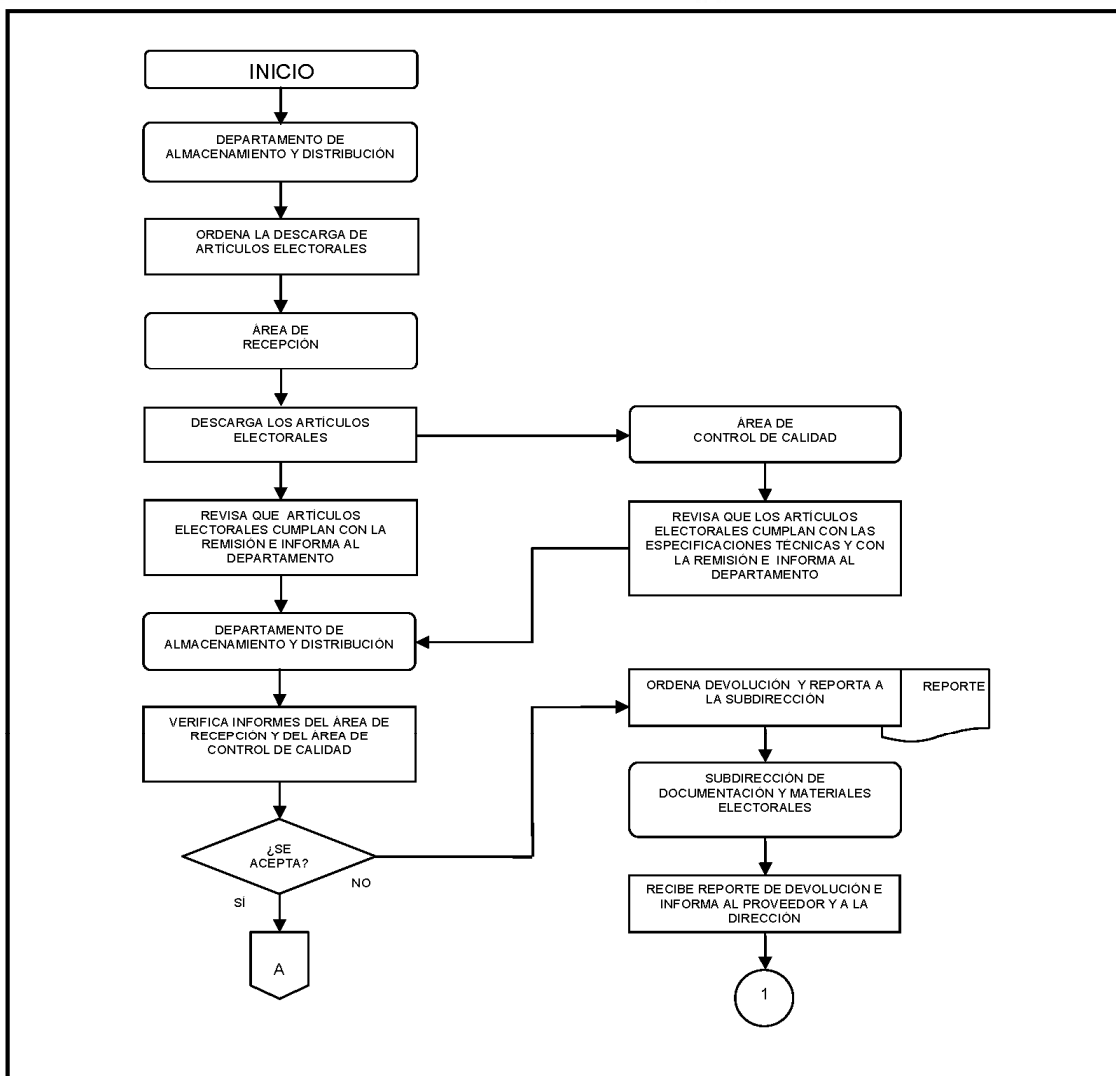 INICIO
DEPARTAMENTO DE
ALMACENAMIENTO Y DISTRIBUCIÓN
ORDENA LA DESCARGA DE
ARTÍCULOS ELECTORALES
ÁREA DE
RECEPCIÓN
DESCARGA LOS ARTÍCULOS
ELECTORALES
ÁREA DE
CONTROL DE CALIDAD
REVISA QUE ARTÍCULOS
ELECTORALES CUMPLAN CON LA
REMISIÓN E INFORMA AL
DEPARTAMENTO
REVISA QUE LOS ARTÍCULOS
ELECTORALES CUMPLAN CON LAS
ESPECIFICACIONES TÉCNICAS Y CON
LA REMISIÓN E INFORMA AL
DEPARTAMENTO
DEPARTAMENTO DE
ALMACENAMIENTO Y DISTRIBUCIÓN
VERIFICA INFORMES DEL ÁREA DE
RECEPCIÓN Y DEL ÁREA DE
CONTROL DE CALIDAD
¿SE
ACEPTA?
NO
SÍ
A
ORDENA DEVOLUCIÓN Y REPORTA A
LA SUBDIRECCIÓN
REPORTE
SUBDIRECCIÓN DE
DOCUMENTACIÓN Y MATERIALES
ELECTORALES
RECIBE REPORTE DE DEVOLUCIÓN E
INFORMA AL PROVEEDOR Y A LA
DIRECCIÓN
1